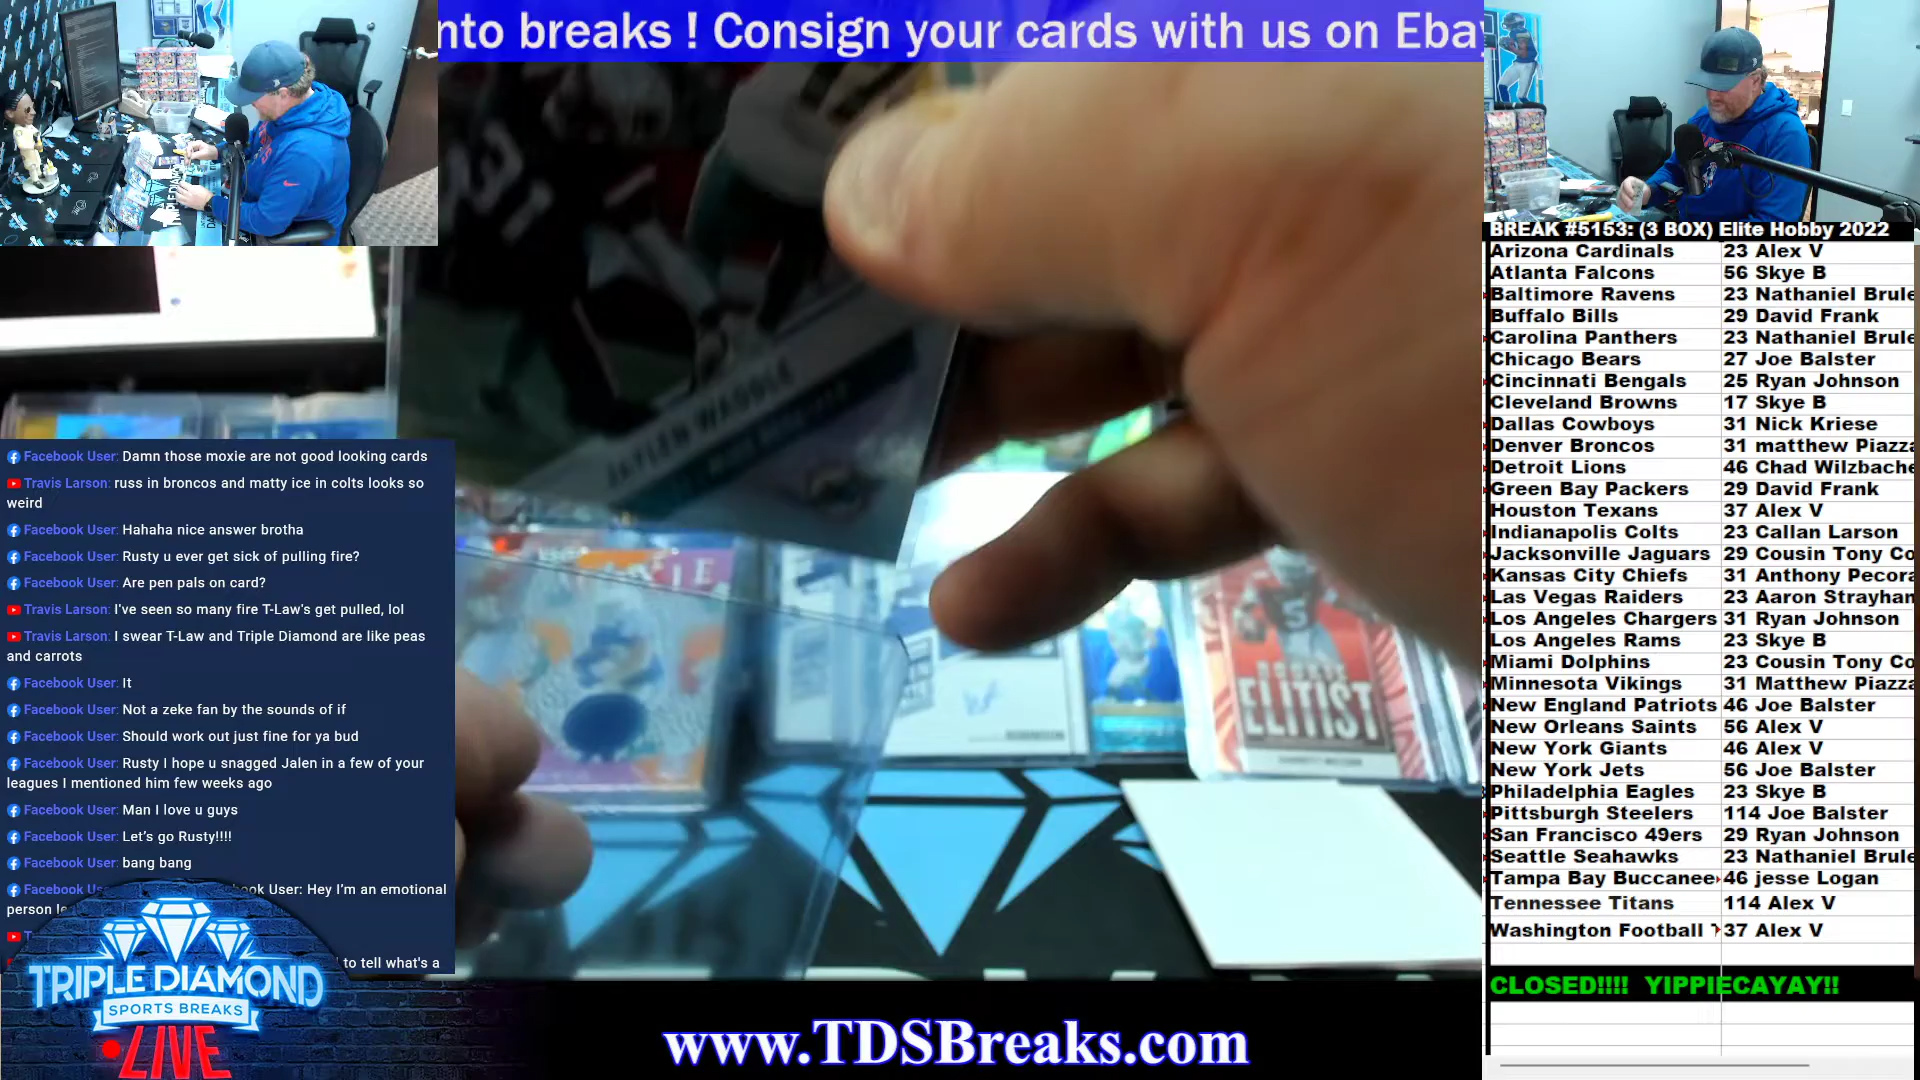 nto breaks ! Consign your cards with us on Ebay
BREAK #5153: (3 BOX) Elite Hobby 2022
Arizona Cardinals 23 Alex V
Atlanta Falcons 56 Skye B
Baltimore Ravens 23 Nathaniel Brule
Buffalo Bills 29 David Frank
Carolina Panthers 23 Nathaniel Brule
Chicago Bears 27 Joe Balster
Cincinnati Bengals 25 Ryan Johnson
Cleveland Browns 17 Skye B
Dallas Cowboys 31 Nick Kriese
Denver Broncos 31 matthew Piazza
Detroit Lions 46 Chad Wilzbache
Green Bay Packers 29 David Frank
Houston Texans 37 Alex V
Indianapolis Colts 23 Callan Larson
Jacksonville Jaguars 29 Cousin Tony Co
Kansas City Chiefs 31 Anthony Pecora
Las Vegas Raiders 23 Aaron Strayhan
Los Angeles Chargers 31 Ryan Johnson
Los Angeles Rams 23 Skye B
Miami Dolphins 23 Cousin Tony Co
Minnesota Vikings 31 Matthew Piazza
New England Patriots 46 Joe Balster
New Orleans Saints 56 Alex V
New York Giants 46 Alex V
New York Jets 56 Joe Balster
Philadelphia Eagles 23 Skye B
Pittsburgh Steelers 114 Joe Balster
San Francisco 49ers 29 Ryan Johnson
Seattle Seahawks 23 Nathaniel Brule
Tampa Bay Buccanee 46 jesse Logan
Tennessee Titans 114 Alex V
Washington Football 37 Alex V
CLOSED!!!! YIPPIECAYAY!!
JAYLEN WADDLE
ROOKIE
ELITIST
Facebook User: Damn those moxie are not good looking cards
Travis Larson: russ in broncos and matty ice in colts looks so
weird
Facebook User: Hahaha nice answer brotha
Facebook User: Rusty u ever get sick of pulling fire?
Facebook User: Are pen pals on card?
Travis Larson: I've seen so many fire T-Law's get pulled, lol
Travis Larson: I swear T-Law and Triple Diamond are like peas
and carrots
Facebook User: It
Facebook User: Not a zeke fan by the sounds of if
Facebook User: Should work out just fine for ya bud
Facebook User: Rusty I hope u snagged Jalen in a few of your
leagues I mentioned him few weeks ago
Facebook User: Man I love u guys
Facebook User: Let's go Rusty!!!!
Facebook User: bang bang
Facebook Us ook User: Hey I'm an emotional
person le
T
to tell what's a
TRIPLE DIAMOND
SPORTS BREAKS
LIVE
www.TDSBreaks.com